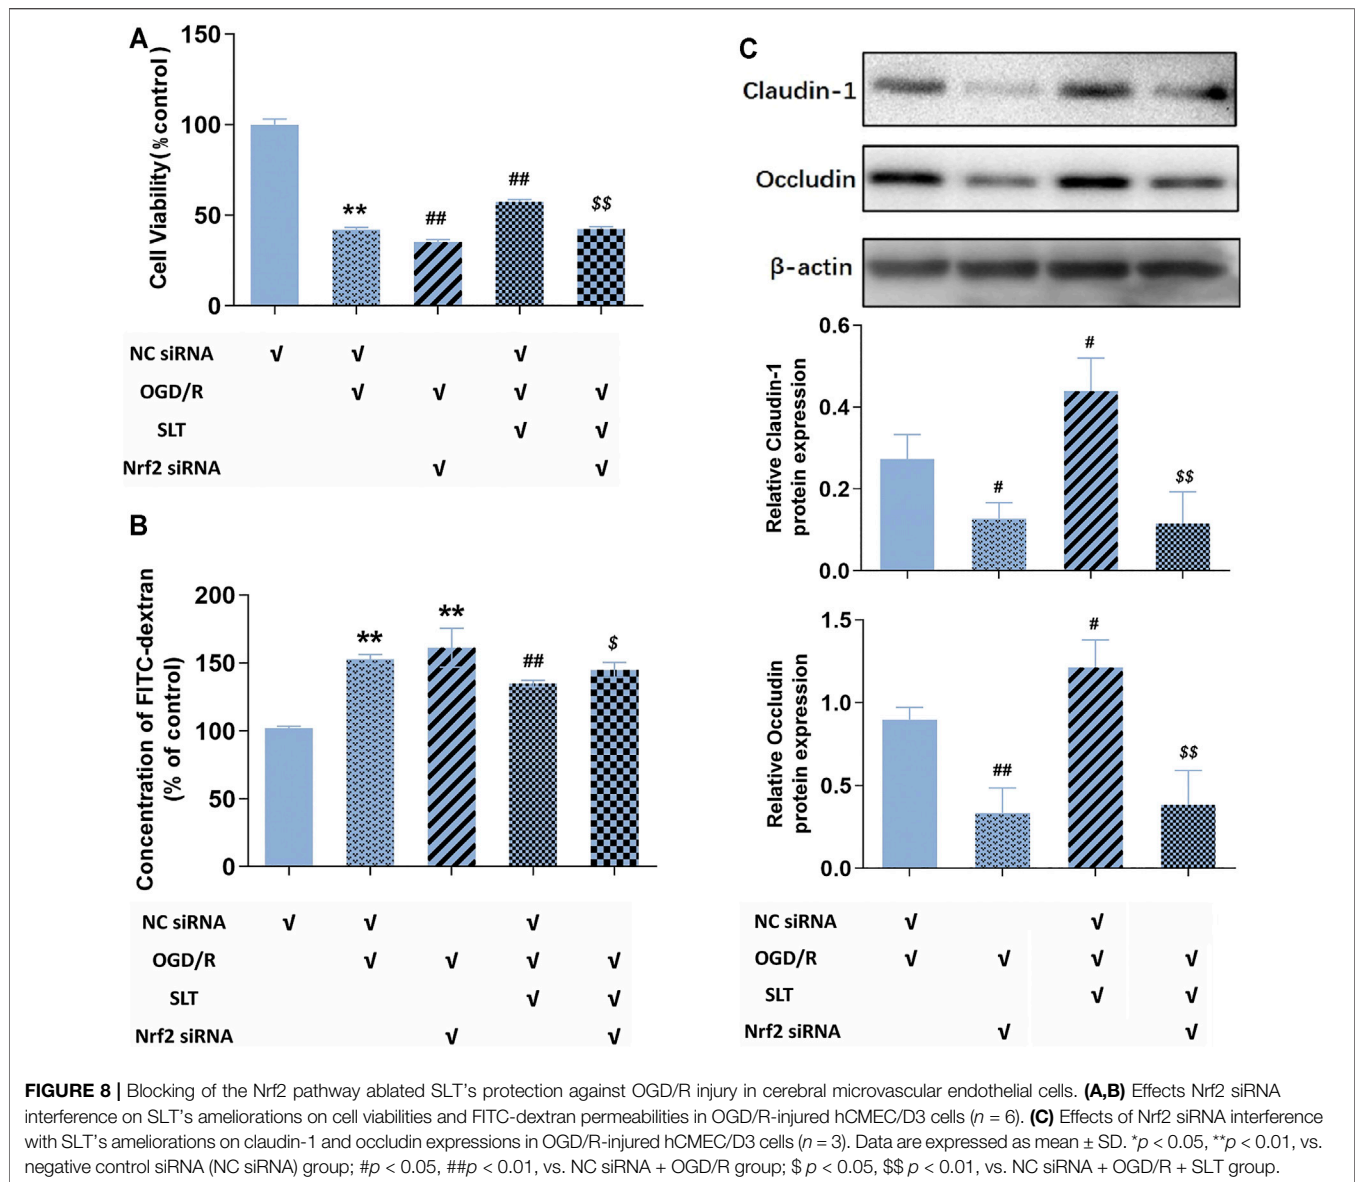 A
Cell Viability(%control)
150
100
50
0
**
##
##
$$
NC siRNA √ √ √
OGD/R √ √ √ √
SLT √ √
Nrf2 siRNA √ √
B
Concentration of FITC-dextran
(% of control)
200
150
100
50
0
**
**
##
$
NC siRNA √ √ √
OGD/R √ √ √ √
SLT √ √
Nrf2 siRNA √ √
C
Claudin-1
Occludin
β-actin
Relative Claudin-1
protein expression
0.6
0.4
0.2
0.0
#
#
$$
Relative Occludin
protein expression
1.5
1.0
0.5
0.0
##
#
$$
NC siRNA √ √
OGD/R √ √ √ √
SLT √ √
Nrf2 siRNA √ √
FIGURE 8 | Blocking of the Nrf2 pathway ablated SLT's protection against OGD/R injury in cerebral microvascular endothelial cells. (A,B) Effects Nrf2 siRNA
interference on SLT's ameliorations on cell viabilities and FITC-dextran permeabilities in OGD/R-injured hCMEC/D3 cells (n = 6). (C) Effects of Nrf2 siRNA interference
with SLT's ameliorations on claudin-1 and occludin expressions in OGD/R-injured hCMEC/D3 cells (n = 3). Data are expressed as mean ± SD. *p < 0.05, **p < 0.01, vs.
negative control siRNA (NC siRNA) group; #p < 0.05, ##p < 0.01, vs. NC siRNA + OGD/R group; $ p < 0.05, $$ p < 0.01, vs. NC siRNA + OGD/R + SLT group.